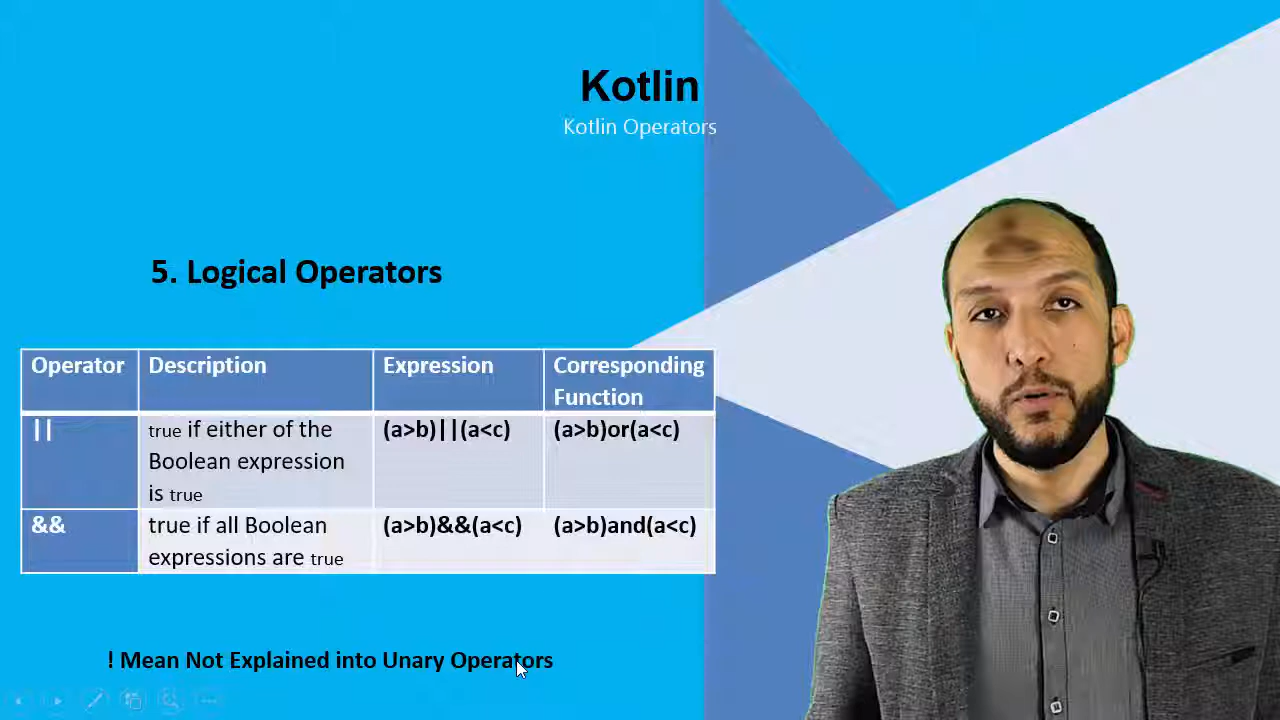 Kotlin
Kotlin Operators
5. Logical Operators
Operator Description Expression Corresponding Function
|| true if either of the Boolean expression is true (a>b)||(a<c) (a>b)or(a<c)
&& true if all Boolean expressions are true (a>b)&&(a<c) (a>b)and(a<c)
! Mean Not Explained into Unary Operators